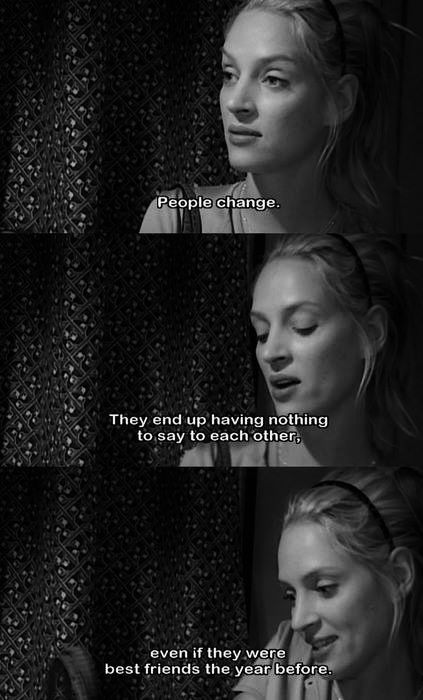 People change.
They end up having nothing
to say to each other,
even if they were
best friends the year before.